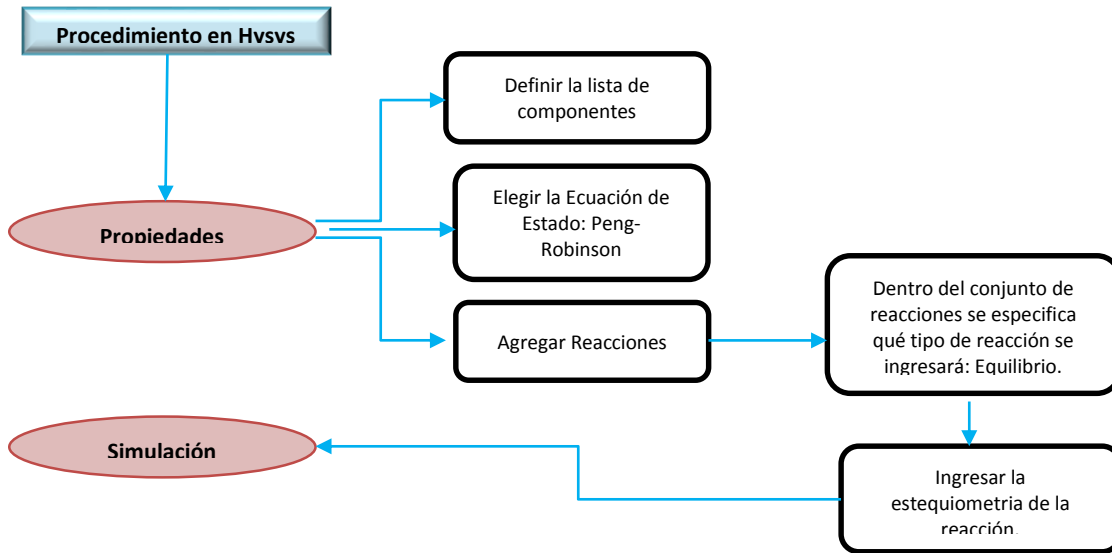 Procedimiento en Hysys
Definir la lista de
componentes
Propiedades
Elegir la Ecuación de
Estado: Peng-
Robinson
Agregar Reacciones
Dentro del conjunto de
reacciones se especifica
qué tipo de reacción se
ingresará: Equilibrio.
Simulación
Ingresar la
estequiometria de la
reacción.